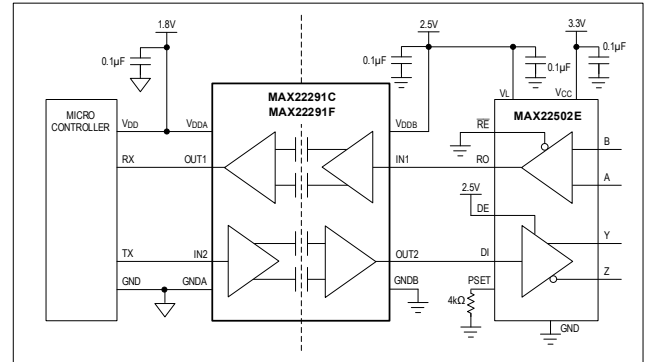 1.8V
2.5V
3.3V
0.1µF
0.1µF
0.1µF
0.1µF
MICRO
CONTROLLER
MAX22291C
MAX22291F
VL
VCC
MAX22502E
VDD
VDDA
VDDB
RE
B
RX
OUT1
IN1
RO
A
2.5V
DE
Y
TX
IN2
OUT2
DI
Z
GND
GNDA
GNDB
PSET
4kΩ
GND